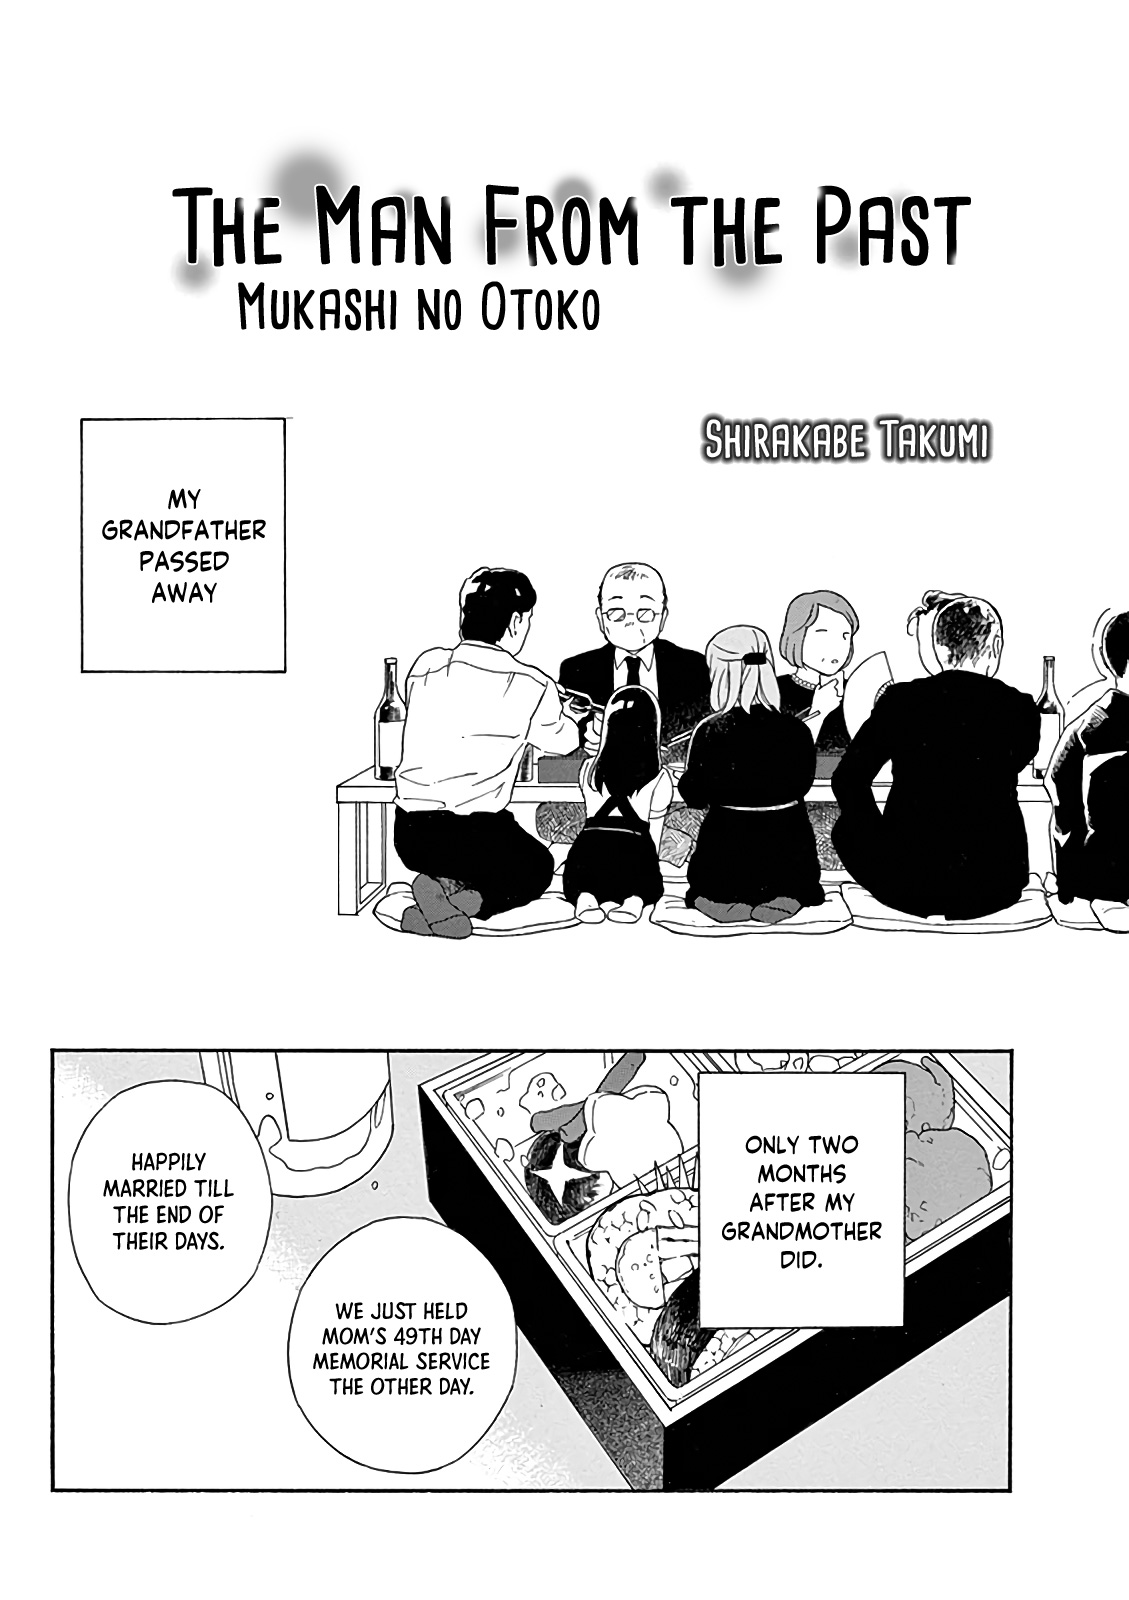 THE MAN FROM THE PAST
MUKASHI NO OTOKO
SHIRAKABE TAKUMI
MY
GRANDFATHER
PASSED
AWAY
ONLY TWO
MONTHS
AFTER MY
GRANDMOTHER
DID.
WE JUST HELD
MOM'S 49TH DAY
MEMORIAL SERVICE
THE OTHER DAY.
HAPPILY
MARRIED TILL
THE END OF
THEIR DAYS.